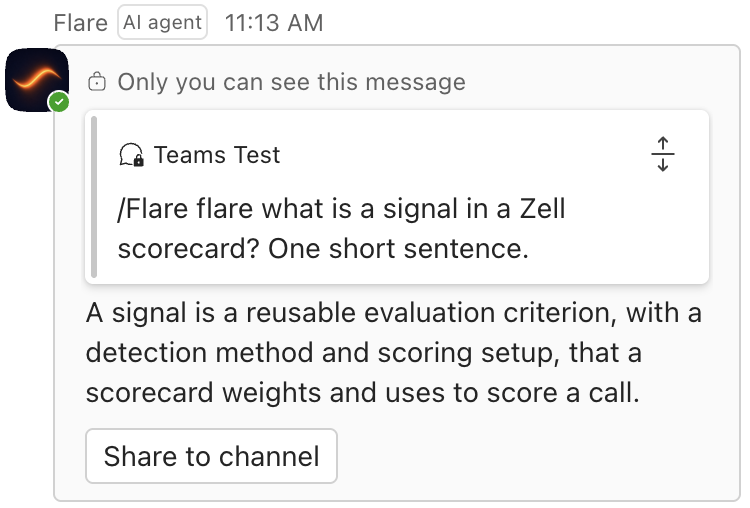 Flare AI agent 11:13 AM
Only you can see this message
Teams Test
/Flare flare what is a signal in a Zell
scorecard? One short sentence.
A signal is a reusable evaluation criterion, with a
detection method and scoring setup, that a
scorecard weights and uses to score a call.
Share to channel